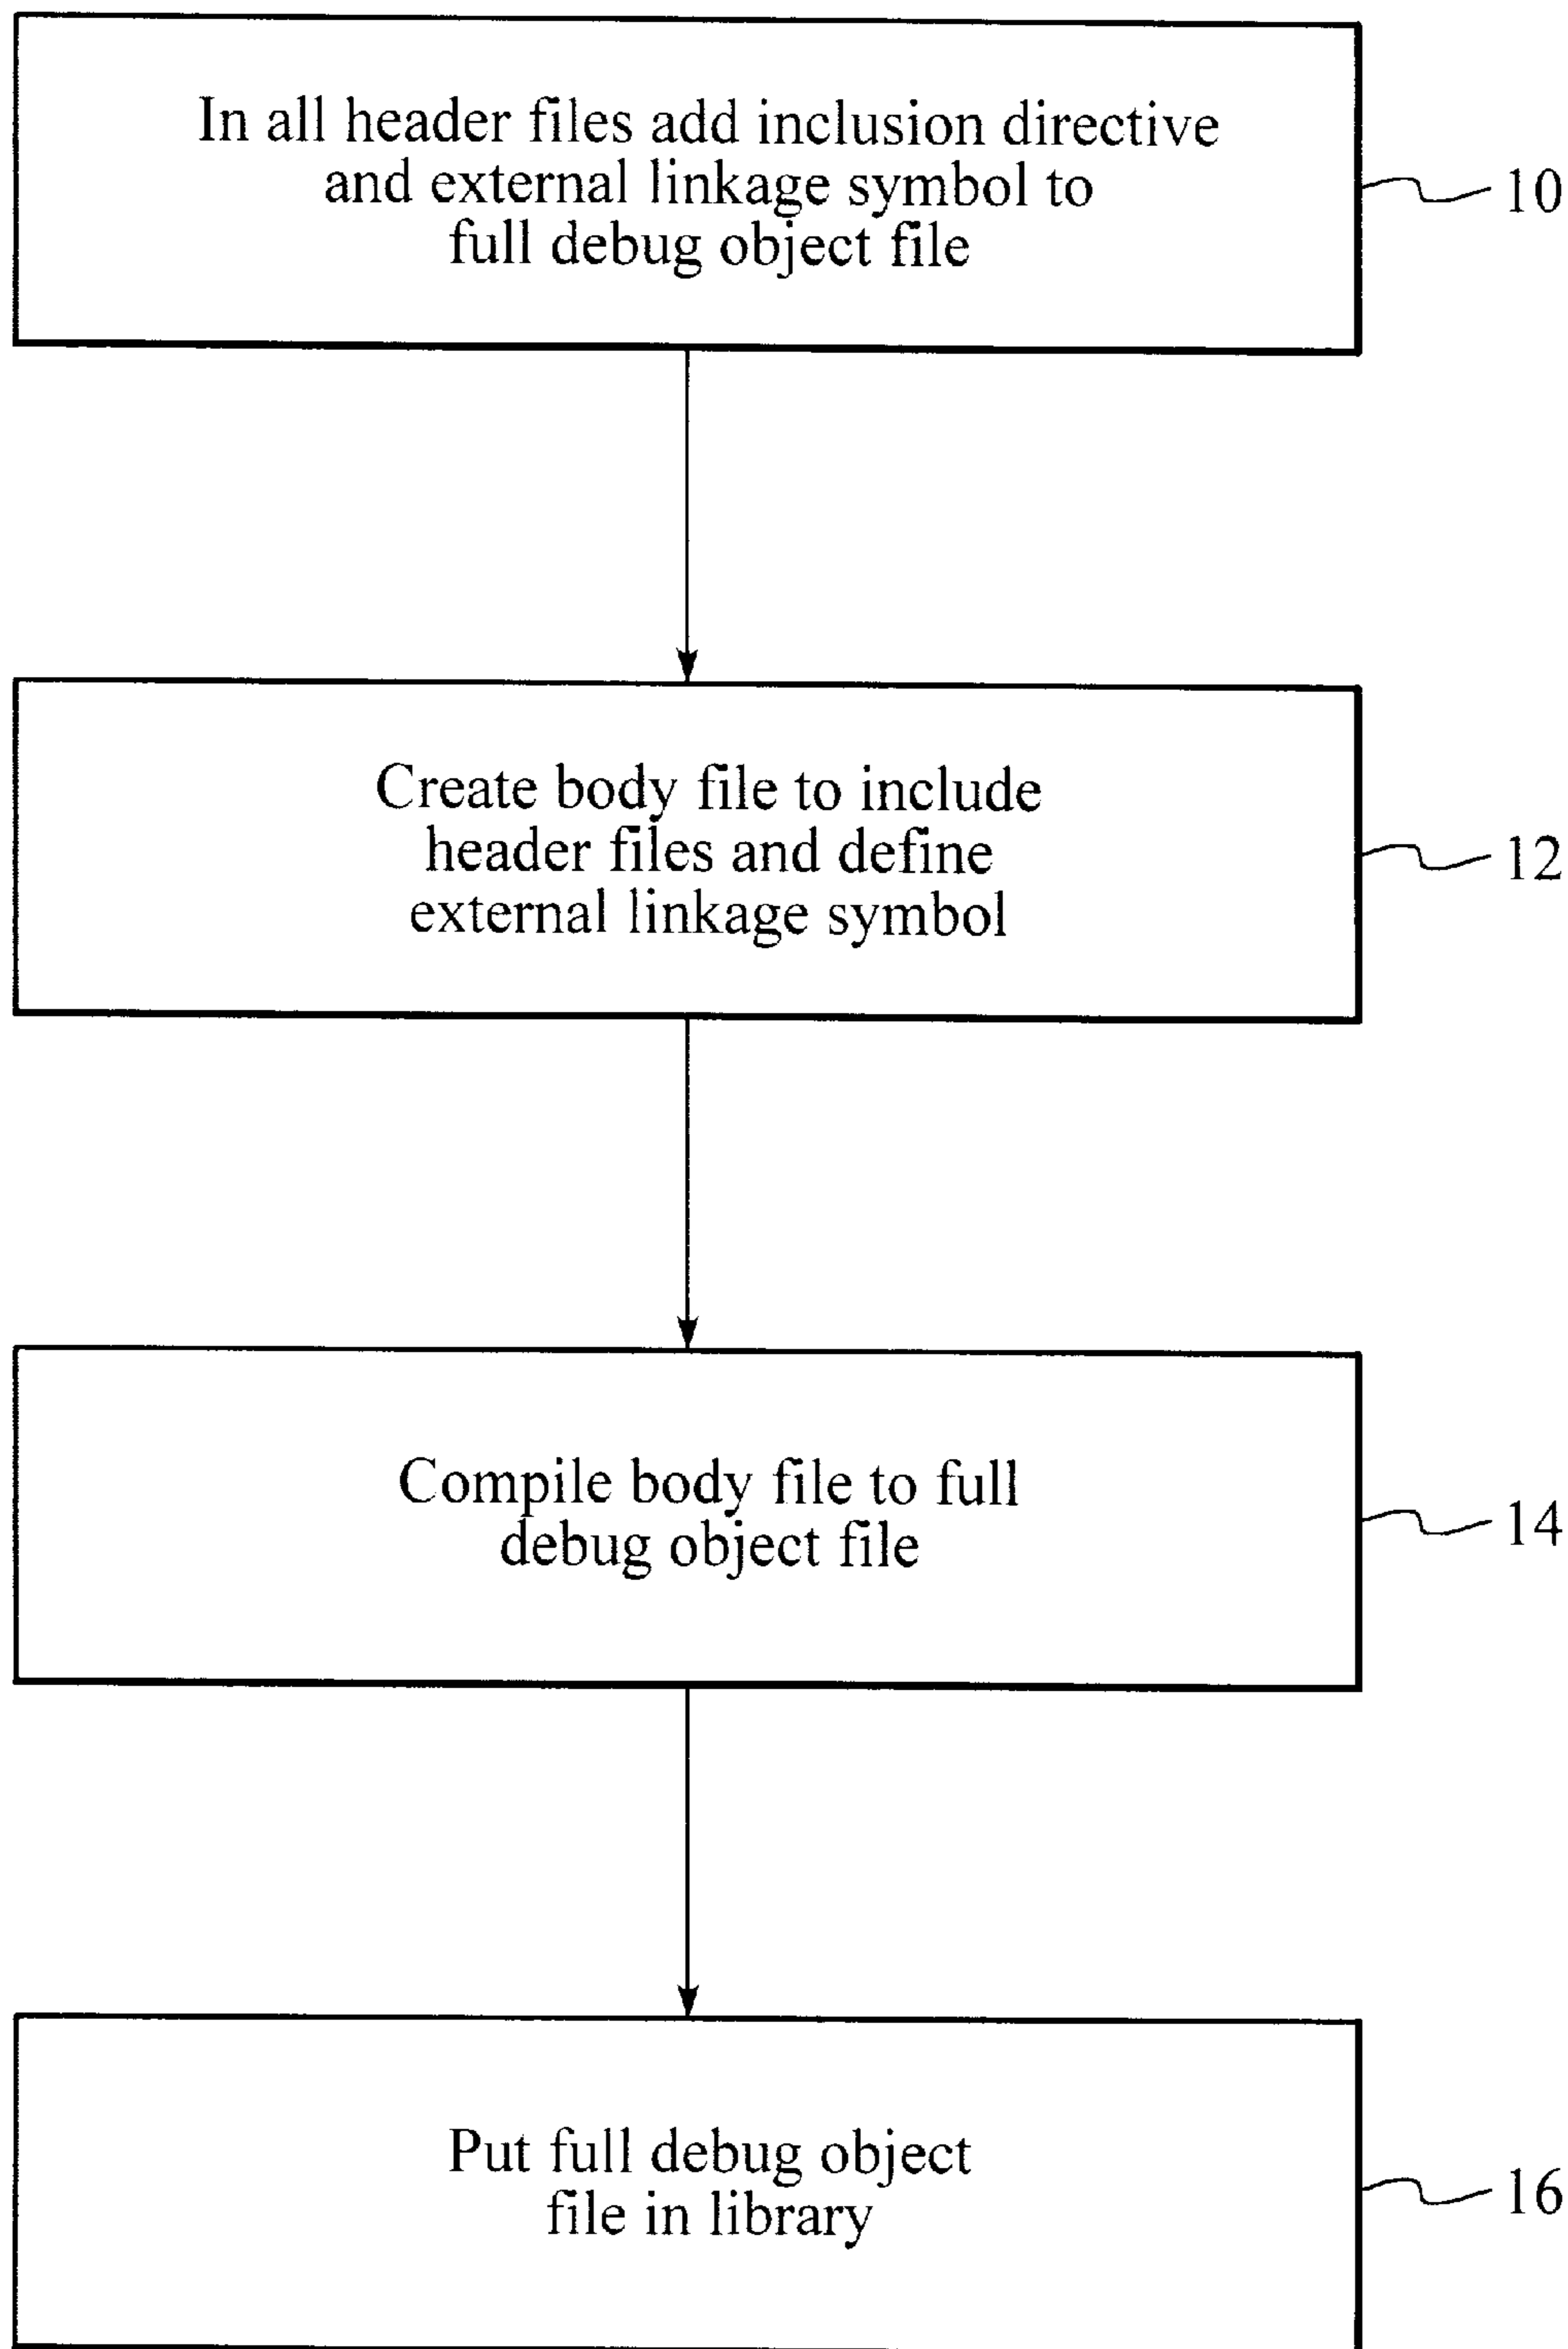 In all header files add inclusion directive
and external linkage symbol to
full debug object file
10
Create body file to include
header files and define
external linkage symbol
12
Compile body file to full
debug object file
14
Put full debug object
file in library
16